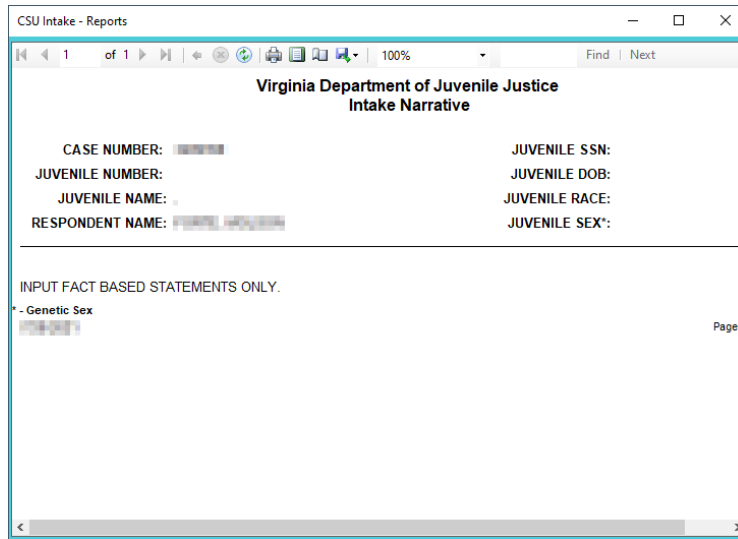 CSU Intake - Reports
1 of 1 100% Find | Next
Virginia Department of Juvenile Justice
Intake Narrative
CASE NUMBER: JUVENILE SSN:
JUVENILE NUMBER: JUVENILE DOB:
JUVENILE NAME: JUVENILE RACE:
RESPONDENT NAME: JUVENILE SEX*:
INPUT FACT BASED STATEMENTS ONLY.
* - Genetic Sex
Page